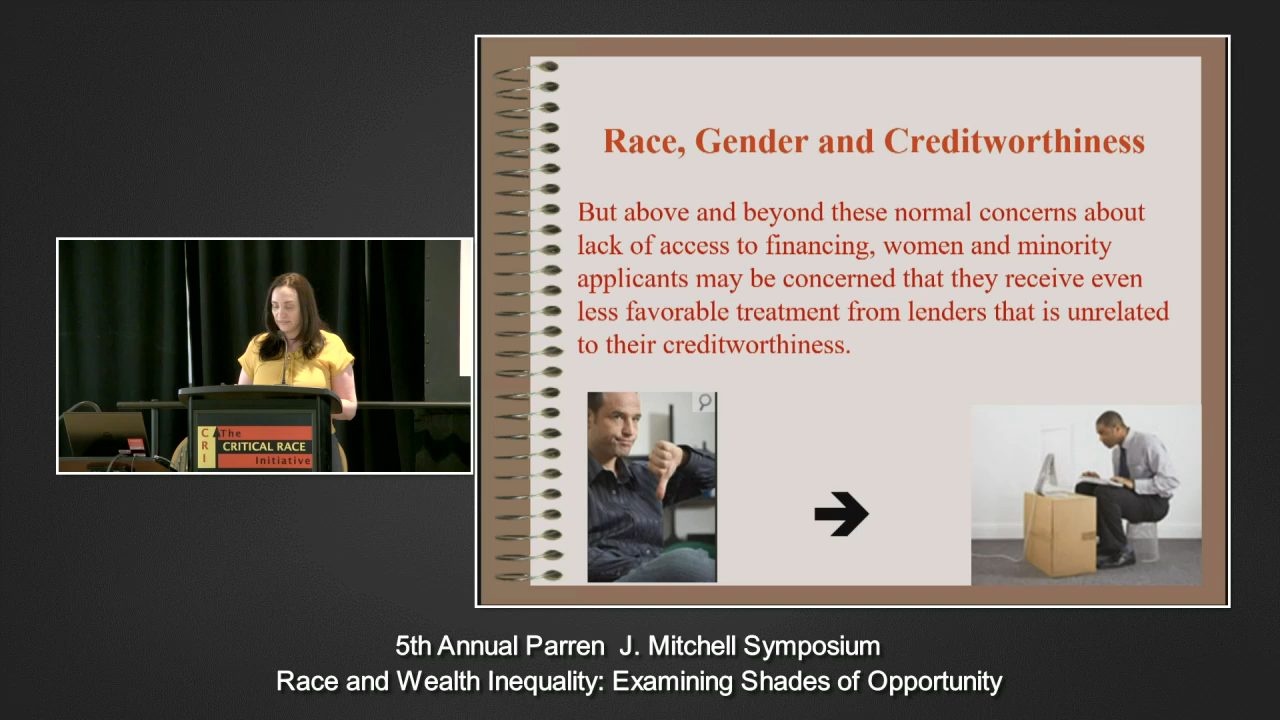 Race, Gender and Creditworthiness
But above and beyond these normal concerns about
lack of access to financing, women and minority
applicants may be concerned that they receive even
less favorable treatment from lenders that is unrelated
to their creditworthiness.
CRI
The
CRITICAL RACE
Initiative
5th Annual Parren J. Mitchell Symposium
Race and Wealth Inequality: Examining Shades of Opportunity